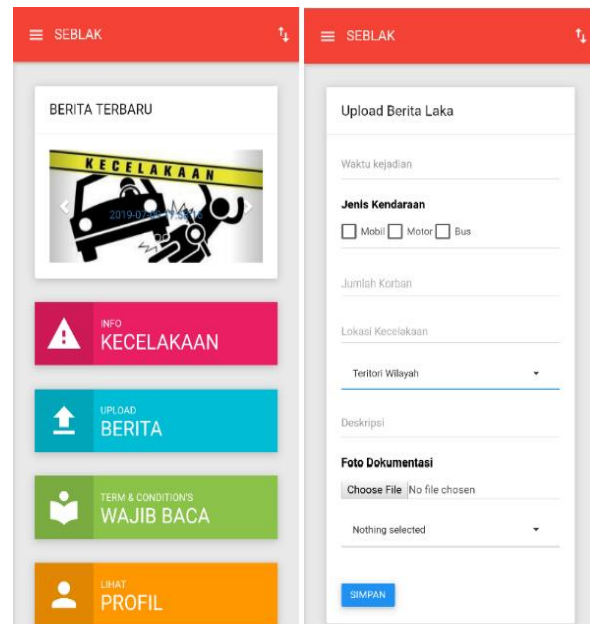 SEBLAK
BERITA TERBARU
KECELAKAAN
INFO
KECELAKAAN
UPLOAD
BERITA
TERM & CONDITION'S
WAJIB BACA
LIHAT
PROFIL
SEBLAK
Upload Berita Laka
Waktu kejadian
Jenis Kendaraan
Mobil Motor Bus
Jumlah Korban
Lokasi Kecelakaan
Teritori Wilayah
Deskripsi
Foto Dokumentasi
Choose File No file chosen
Nothing selected
SIMPAN